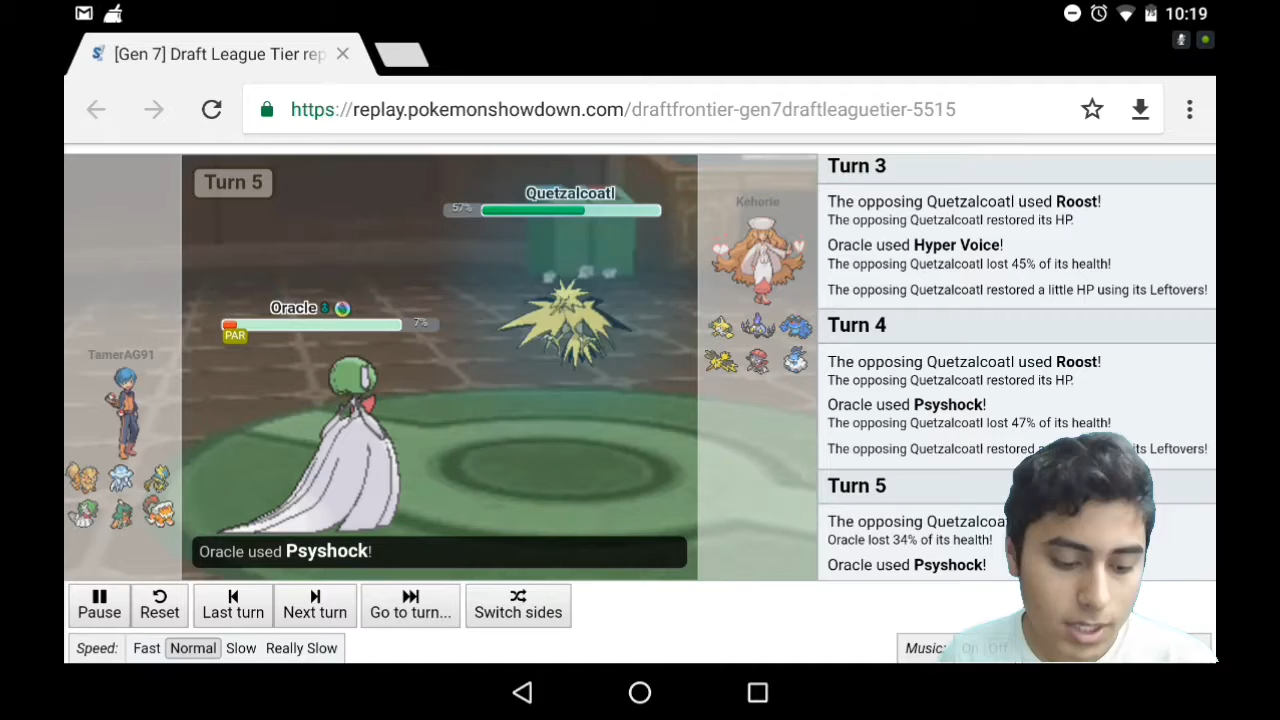 10:19
[Gen 7] Draft League Tier rep
https://replay.pokemonshowdown.com/draftfrontier-gen7draftleaguetier-5515
Turn 5
Quetzalcoatl
57%
Oracle
7%
PAR
TamerAG91
Kehorie
Oracle used Psyshock!
Turn 3
The opposing Quetzalcoatl used Roost!
The opposing Quetzalcoatl restored its HP.
Oracle used Hyper Voice!
The opposing Quetzalcoatl lost 45% of its health!
The opposing Quetzalcoatl restored a little HP using its Leftovers!
Turn 4
The opposing Quetzalcoatl used Roost!
The opposing Quetzalcoatl restored its HP.
Oracle used Psyshock!
The opposing Quetzalcoatl lost 47% of its health!
The opposing Quetzalcoatl restored its Leftovers!
Turn 5
The opposing Quetzalcoa
Oracle lost 34% of its health!
Oracle used Psyshock!
Pause
Reset
Last turn
Next turn
Go to turn...
Switch sides
Speed: Fast Normal Slow Really Slow
Music: On Off